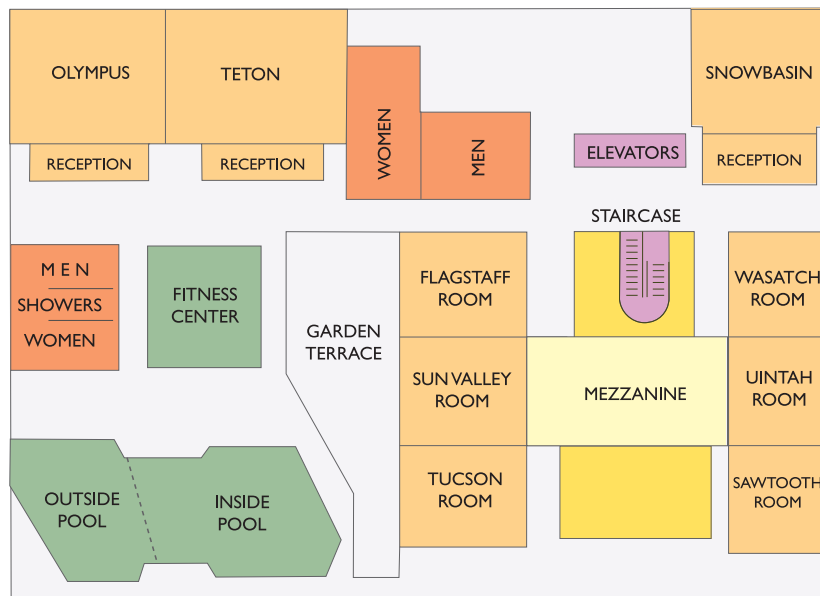 OLYMPUS
TETON
SNOWBASIN
RECEPTION
RECEPTION
WOMEN
MEN
ELEVATORS
RECEPTION
STAIRCASE
MEN
SHOWERS
WOMEN
FITNESS
CENTER
GARDEN
TERRACE
FLAGSTAFF
ROOM
WASATCH
ROOM
SUN VALLEY
ROOM
MEZZANINE
UINTAH
ROOM
OUTSIDE
POOL
INSIDE
POOL
TUCSON
ROOM
SAWTOOTH
ROOM